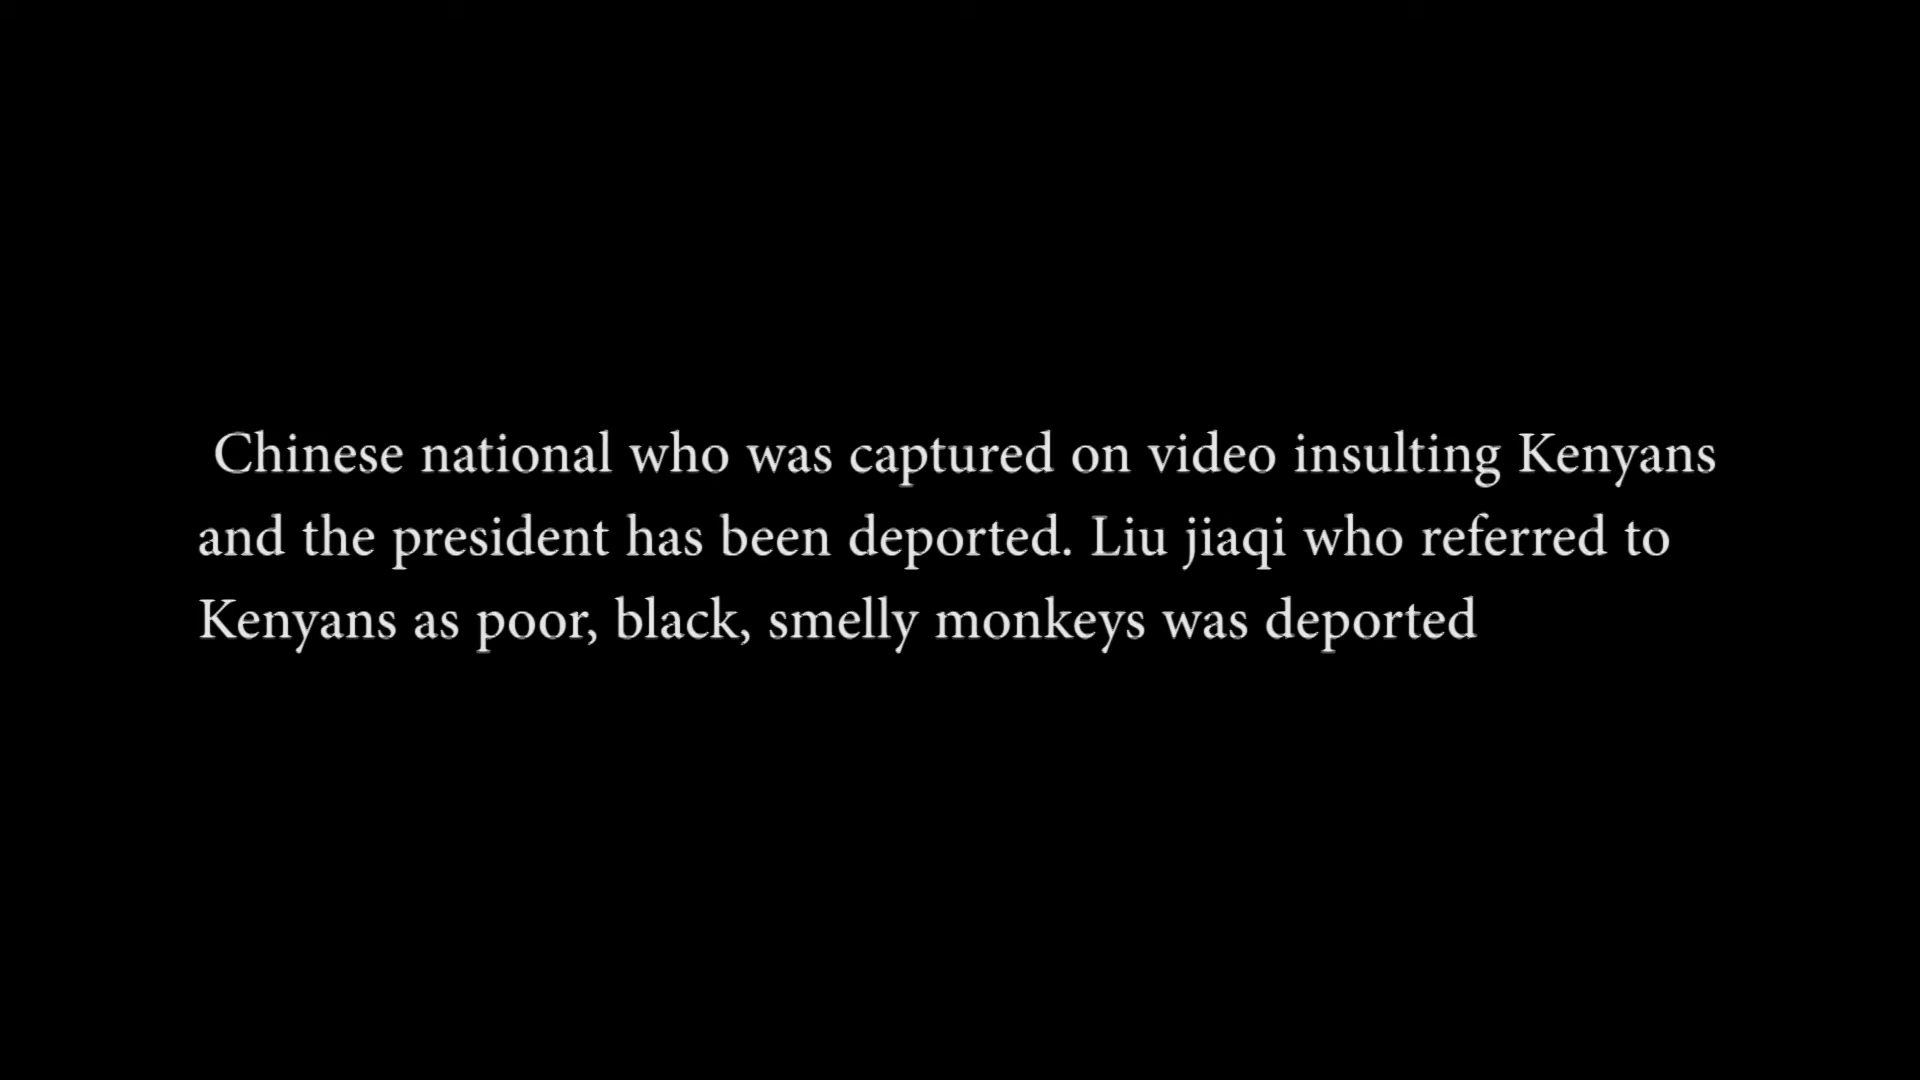 Chinese national who was captured on video insulting Kenyans
and the president has been deported. Liu jiaqi who referred to
Kenyans as poor, black, smelly monkeys was deported